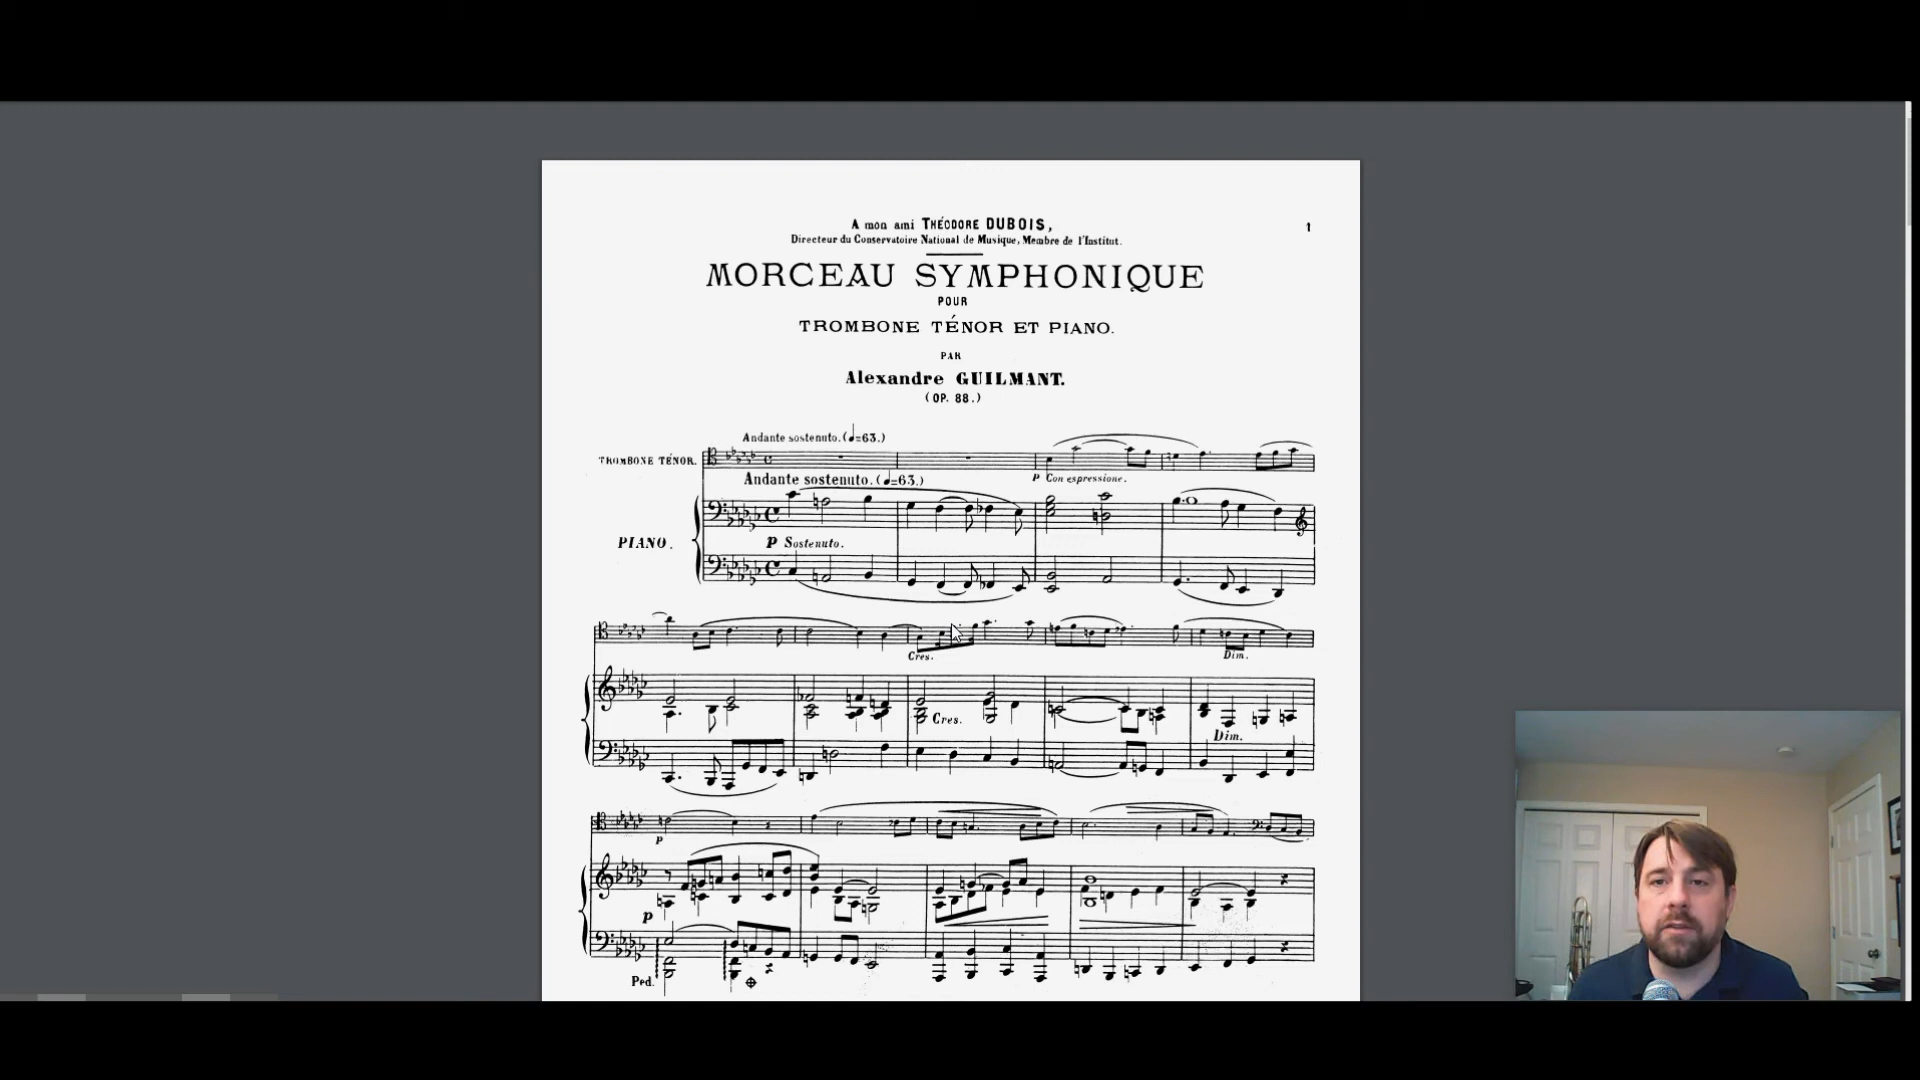 A mon ami THÉODORE DUBOIS,
1
Directeur du Conservatoire National de Musique, Membre de l'Institut.
MORCEAU SYMPHONIQUE
POUR
TROMBONE TÉNOR ET PIANO.
PAR
Alexandre GUILMANT.
(OP. 88.)
Andante sostenuto. (♩=63.)
TROMBONE TÉNOR.
Andante sostenuto. (♩=63.)
P Con espressione.
PIANO.
P Sostenuto.
Cres.
Cres.
Dim.
Dim.
P
P
Ped.